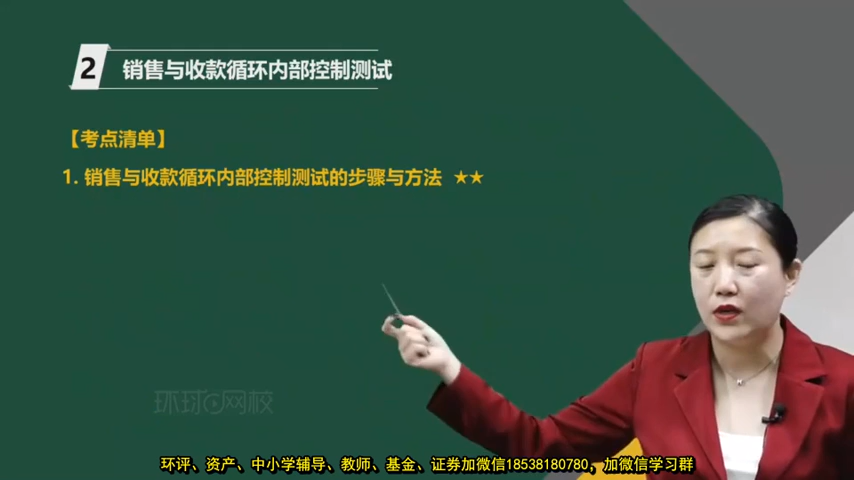 2
销售与收款循环内部控制测试
【考点清单】
1. 销售与收款循环内部控制测试的步骤与方法 ★★
环球网校
环评、资产、中小学辅导、教师、基金、证券加微信18538180780，加微信学习群